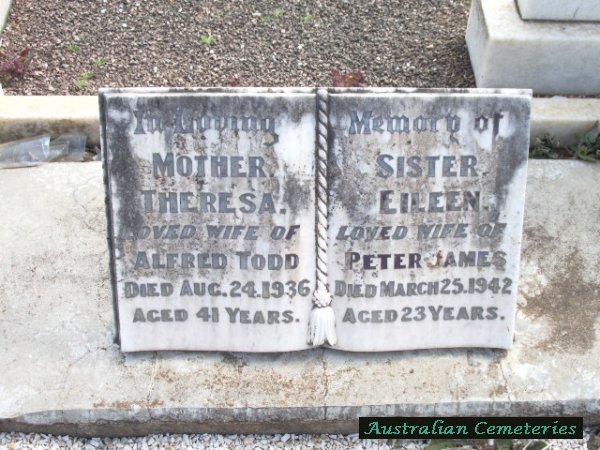 In Loving
MOTHER.
THERESA.
LOVED WIFE OF
ALFRED TODD
DIED AUG. 24. 1936
AGED 41 YEARS.
Memory of
SISTER.
EILEEN.
LOVED WIFE OF
PETER JAMES
DIED MARCH 25. 1942
AGED 23 YEARS.
Australian Cemeteries